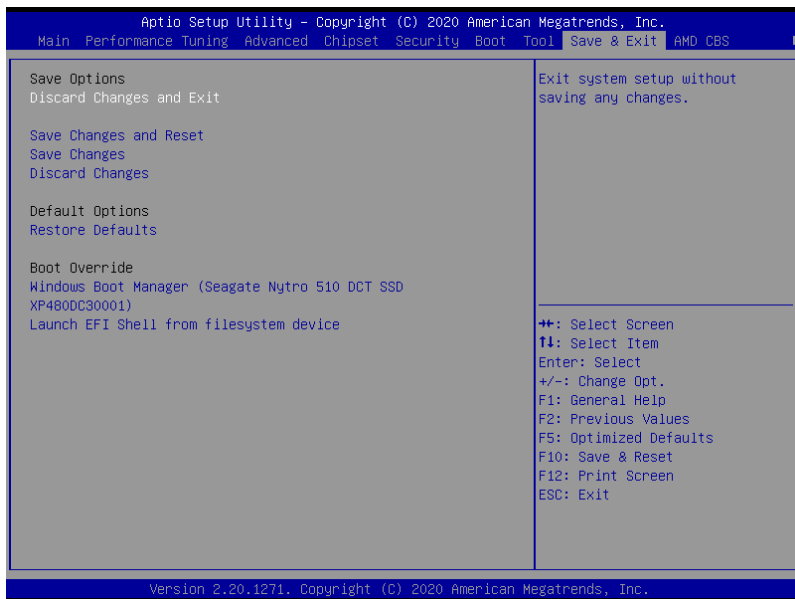 Aptio Setup Utility – Copyright (C) 2020 American Megatrends, Inc.
Main Performance Tuning Advanced Chipset Security Boot Tool Save & Exit AMD CBS
Save Options
Discard Changes and Exit
Save Changes and Reset
Save Changes
Discard Changes
Default Options
Restore Defaults
Boot Override
Windows Boot Manager (Seagate Nytro 510 DCT SSD
XP480DC30001)
Launch EFI Shell from filesystem device
Exit system setup without
saving any changes.
→←: Select Screen
↑↓: Select Item
Enter: Select
+/-: Change Opt.
F1: General Help
F2: Previous Values
F5: Optimized Defaults
F10: Save & Reset
F12: Print Screen
ESC: Exit
Version 2.20.1271. Copyright (C) 2020 American Megatrends, Inc.